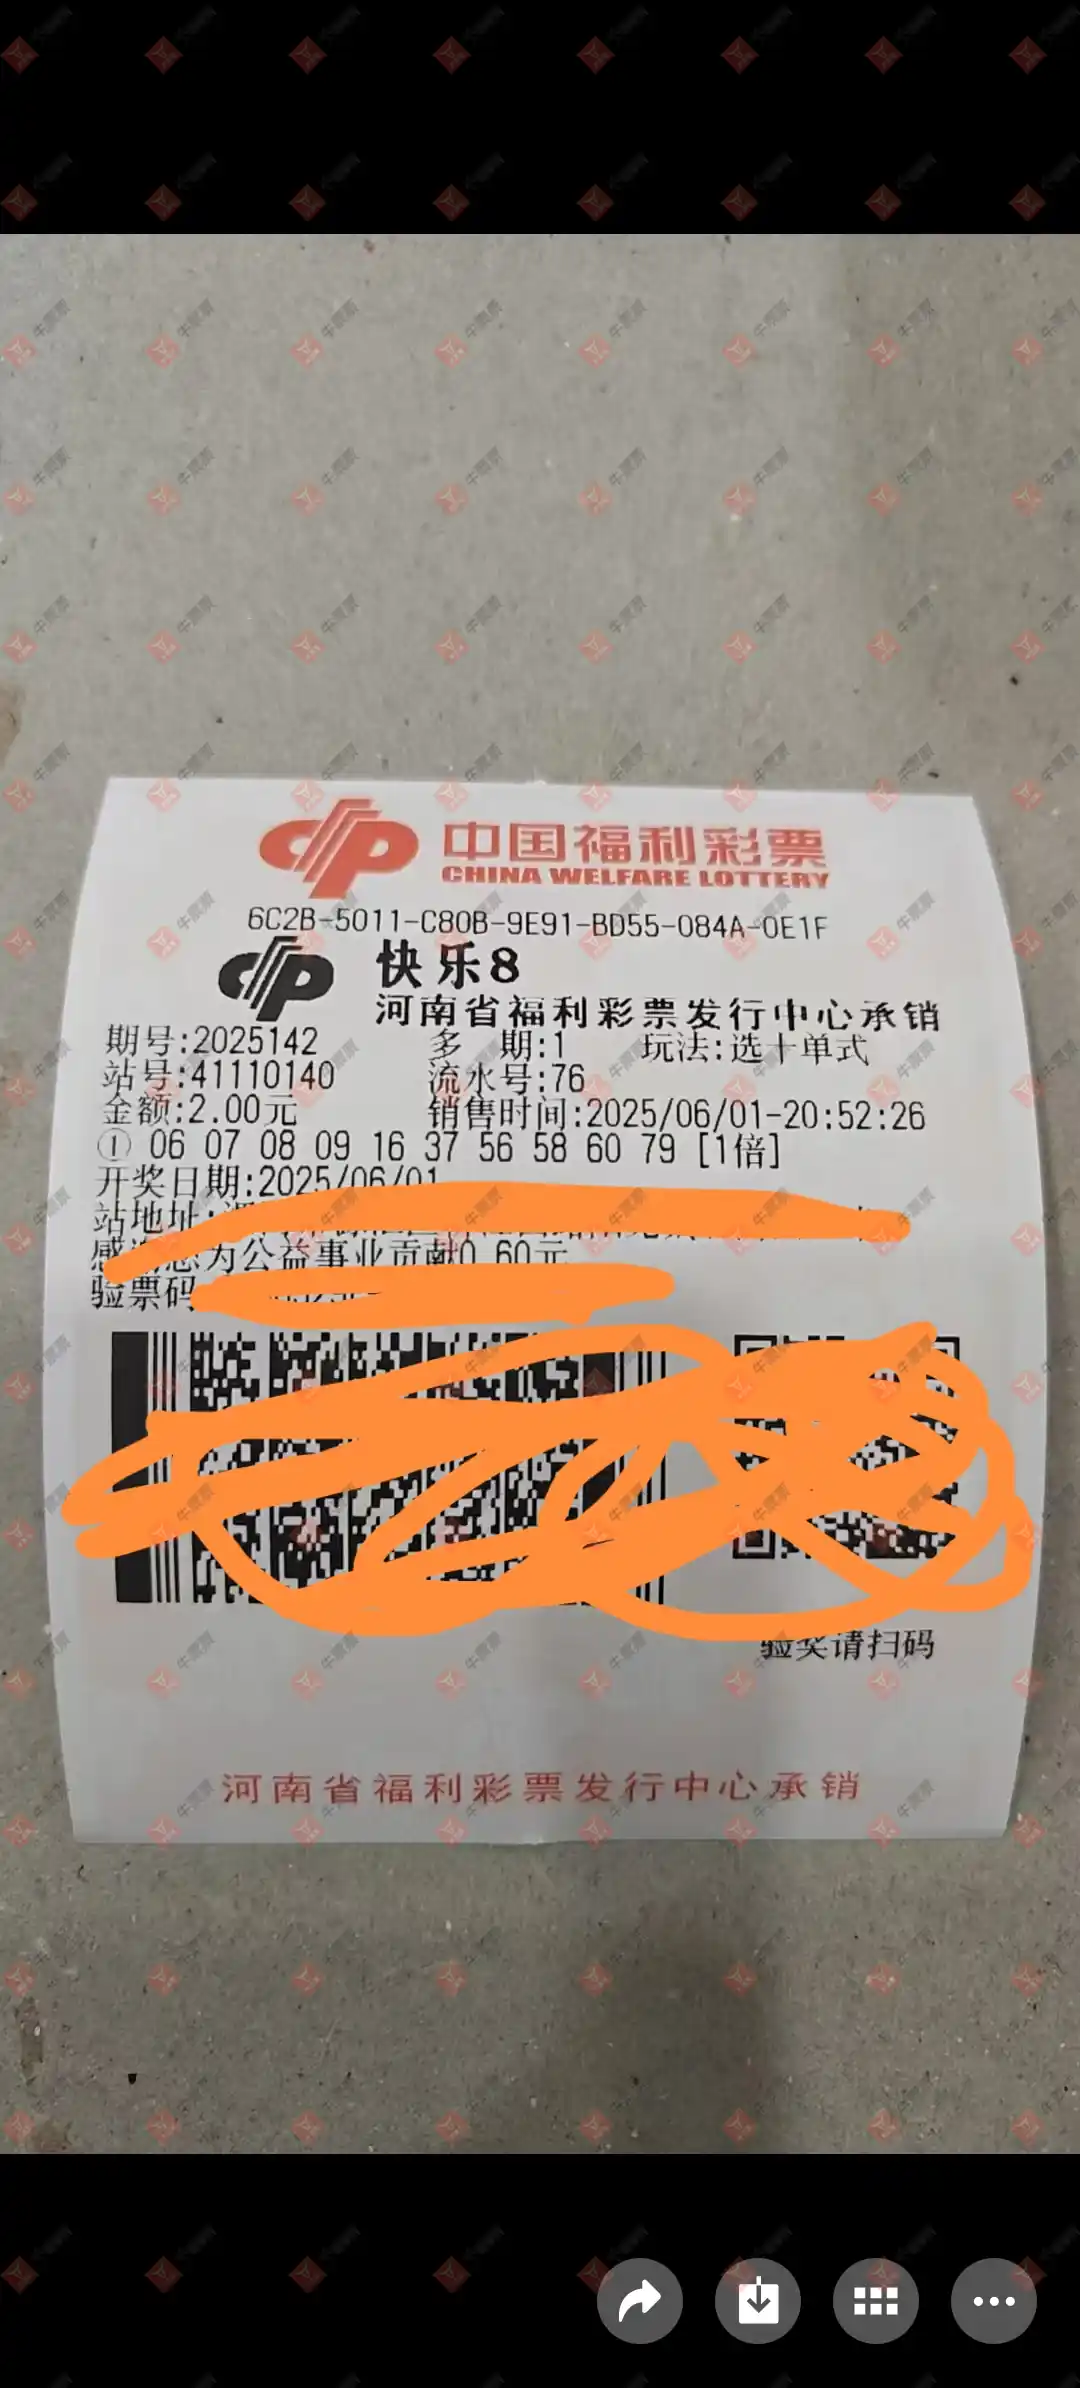 中国福利彩票
CHINA WELFARE LOTTERY
6C2B-5011-C80B-9E91-BD55-084A-0E1F
快乐8
河南省福利彩票发行中心承销
期号:2025142 多 期:1 玩法:选十单式
站号:41110140 流水号:76
金额:2.00元 销售时间:2025/06/01-20:52:26
① 06 07 08 09 16 37 56 58 60 79 [1倍]
开奖日期:2025/06/01
站地址:
感谢您为公益事业贡献0.60元
验票码
验奖请扫码
河南省福利彩票发行中心承销
牛票票